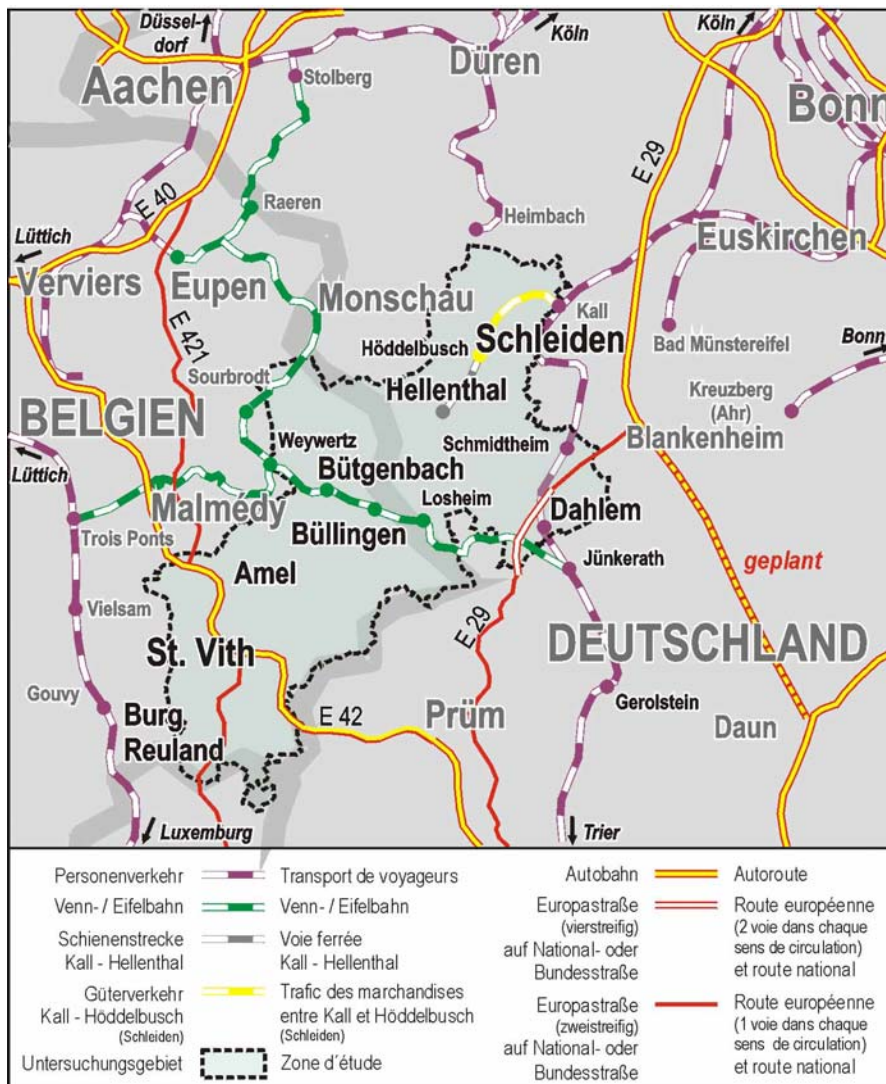 Düssel-
dorf
Köln
Köln
Aachen
Stolberg
Düren
Bonn
E 29
E 40
Raeren
Heimbach
Lüttich
Euskirchen
Verviers
Eupen
Monschau
Kall
E 421
Höddelbusch
Schleiden
Bad Münstereifel
Bonn
Sourbrodt
Hellenthal
Kreuzberg
(Ahr)
BELGIEN
Weywertz
Schmidtheim
Blankenheim
Lüttich
Bütgenbach
Losheim
Malmédy
Dahlem
Trois Ponts
Büllingen
Amel
Jünkerath
geplant
Vielsam
E 29
DEUTSCHLAND
St. Vith
Gouvy
Gerolstein
Burg
Reuland
E 42
Prüm
Daun
Luxemburg
Trier
Personenverkehr Transport de voyageurs
Venn- / Eifelbahn Venn- / Eifelbahn
Schienenstrecke Voie ferrée
Kall - Hellenthal Kall - Hellenthal
Güterverkehr Trafic des marchandises
Kall - Höddelbusch entre Kall et Höddelbusch
(Schleiden) (Schleiden)
Untersuchungsgebiet Zone d´étude
Autobahn Autoroute
Europastraße Route européenne
(vierstreifig) (2 voie dans chaque
auf National- oder sens de circulation)
Bundesstraße et route national
Europastraße Route européenne
(zweistreifig) (1 voie dans chaque
auf National- oder sens de circulation)
Bundesstraße et route national